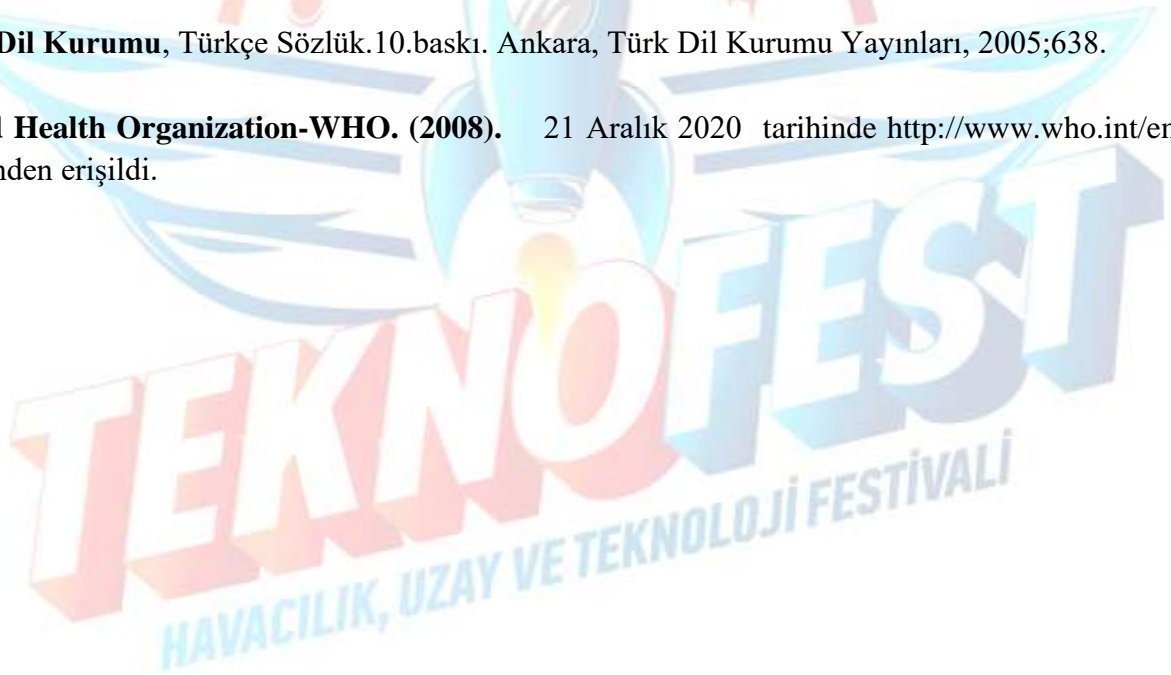 Dil Kurumu, Türkçe Sözlük.10.baskı. Ankara, Türk Dil Kurumu Yayınları, 2005;638.
Health Organization-WHO. (2008). 21 Aralık 2020 tarihinde http://www.who.int/en
nden erişildi.
TEKNOFEST
HAVACILIK, UZAY VE TEKNOLOJİ FESTİVALİ